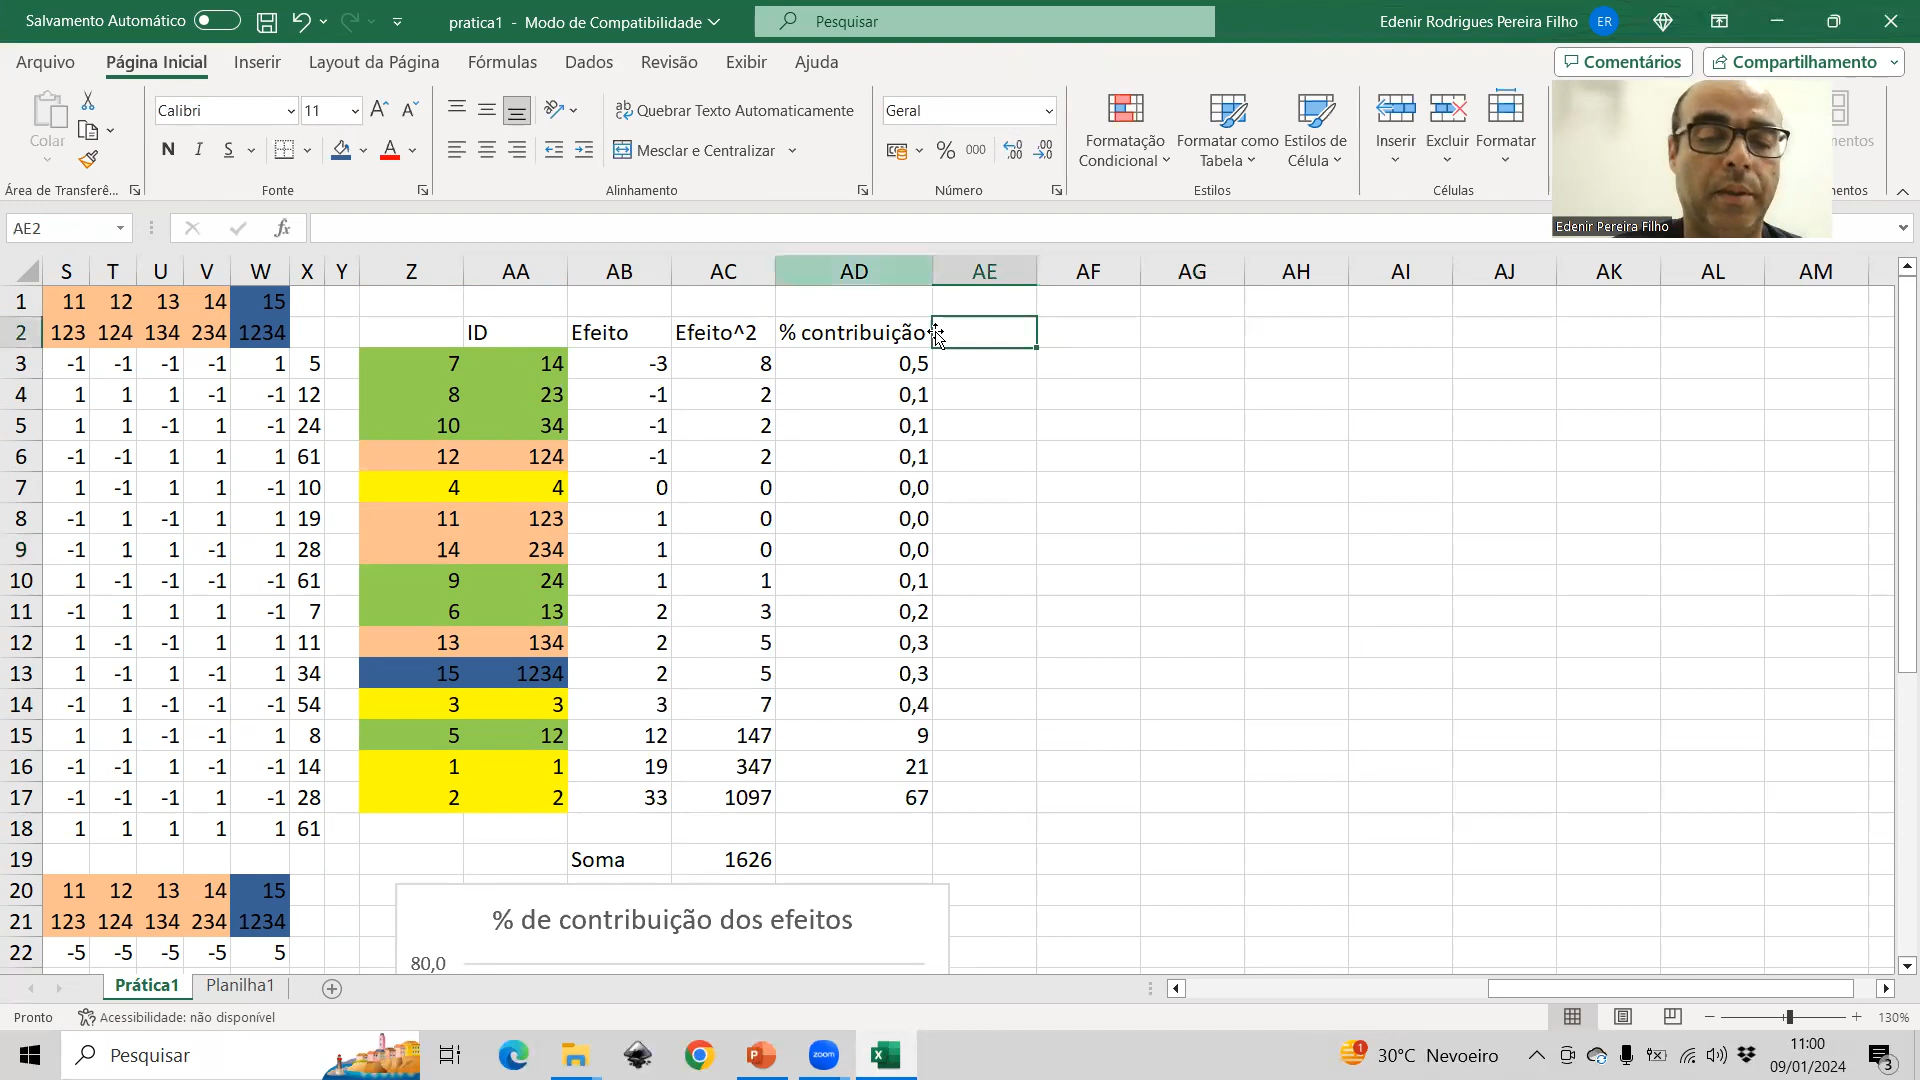 Salvamento Automático
pratica1 - Modo de Compatibilidade
Pesquisar
Edenir Rodrigues Pereira Filho ER
Arquivo Página Inicial Inserir Layout da Página Fórmulas Dados Revisão Exibir Ajuda
Comentários Compartilhamento
Colar
Área de Transferê...
Calibri 11
N I S
Fonte
Quebrar Texto Automaticamente
Mesclar e Centralizar
Alinhamento
Geral
% 000
Número
Formatação Condicional
Formatar como Tabela
Estilos de Célula
Estilos
Inserir Excluir Formatar
Células
Edenir Pereira Filho
AE2
fx
S T U V W X Y Z AA AB AC AD AE AF AG AH AI AJ AK AL AM
1 11 12 13 14 15
2 123 124 134 234 1234 ID Efeito Efeito^2 % contribuição
3 -1 -1 -1 -1 1 5 7 14 -3 8 0,5
4 1 1 1 -1 -1 12 8 23 -1 2 0,1
5 1 1 -1 1 -1 24 10 34 -1 2 0,1
6 -1 -1 1 1 1 61 12 124 -1 2 0,1
7 1 -1 1 1 -1 10 4 4 0 0 0,0
8 -1 1 -1 1 1 19 11 123 1 0 0,0
9 -1 1 1 -1 1 28 14 234 1 0 0,0
10 1 -1 -1 -1 -1 61 9 24 1 1 0,1
11 -1 1 1 1 -1 7 6 13 2 3 0,2
12 1 -1 -1 1 1 11 13 134 2 5 0,3
13 1 -1 1 -1 1 34 15 1234 2 5 0,3
14 -1 1 -1 -1 -1 54 3 3 3 7 0,4
15 1 1 -1 -1 1 8 5 12 12 147 9
16 -1 -1 1 -1 -1 14 1 1 19 347 21
17 -1 -1 -1 1 -1 28 2 2 33 1097 67
18 1 1 1 1 1 61
19 Soma 1626
20 11 12 13 14 15
21 123 124 134 234 1234
22 -5 -5 -5 -5 5
% de contribuição dos efeitos
80,0
Prática1 Planilha1
Pronto
Acessibilidade: não disponível
130%
Pesquisar
zoom
30°C Nevoeiro
11:00
09/01/2024
3